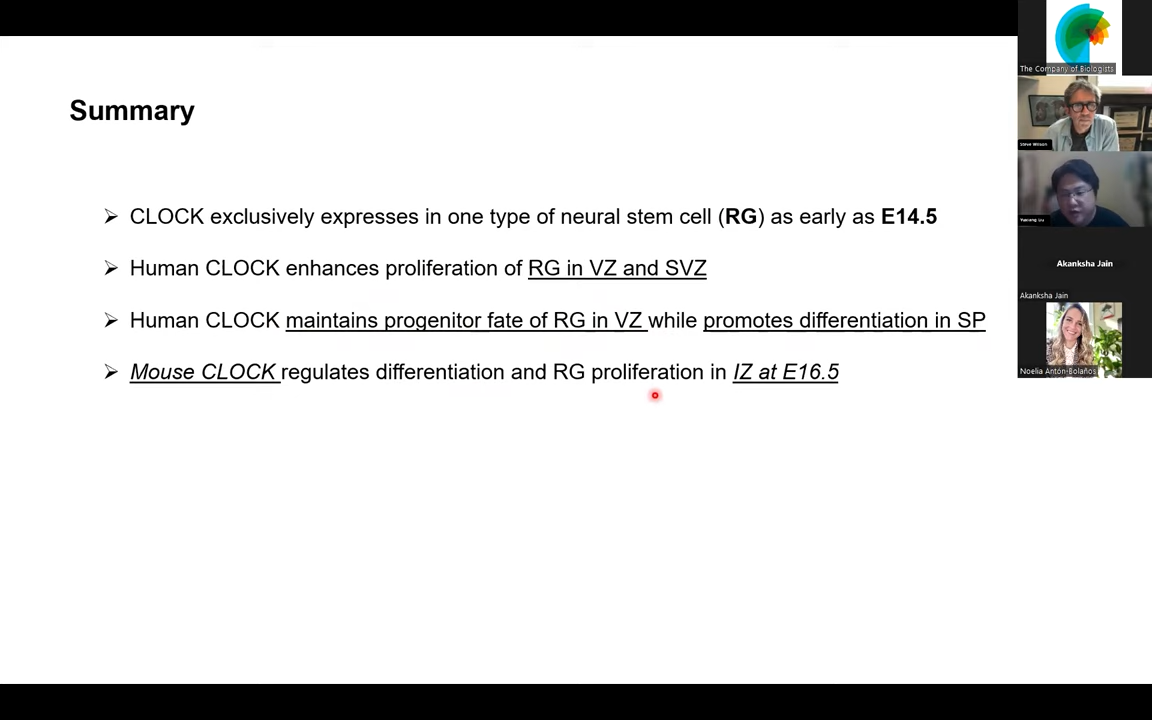 Summary
➢ CLOCK exclusively expresses in one type of neural stem cell (RG) as early as E14.5
➢ Human CLOCK enhances proliferation of RG in VZ and SVZ
➢ Human CLOCK maintains progenitor fate of RG in VZ while promotes differentiation in SP
➢ Mouse CLOCK regulates differentiation and RG proliferation in IZ at E16.5
The Company of Biologists
Steve Wilson
Akanksha Jain
Akanksha Jain
Noelia Antón-Bolaños